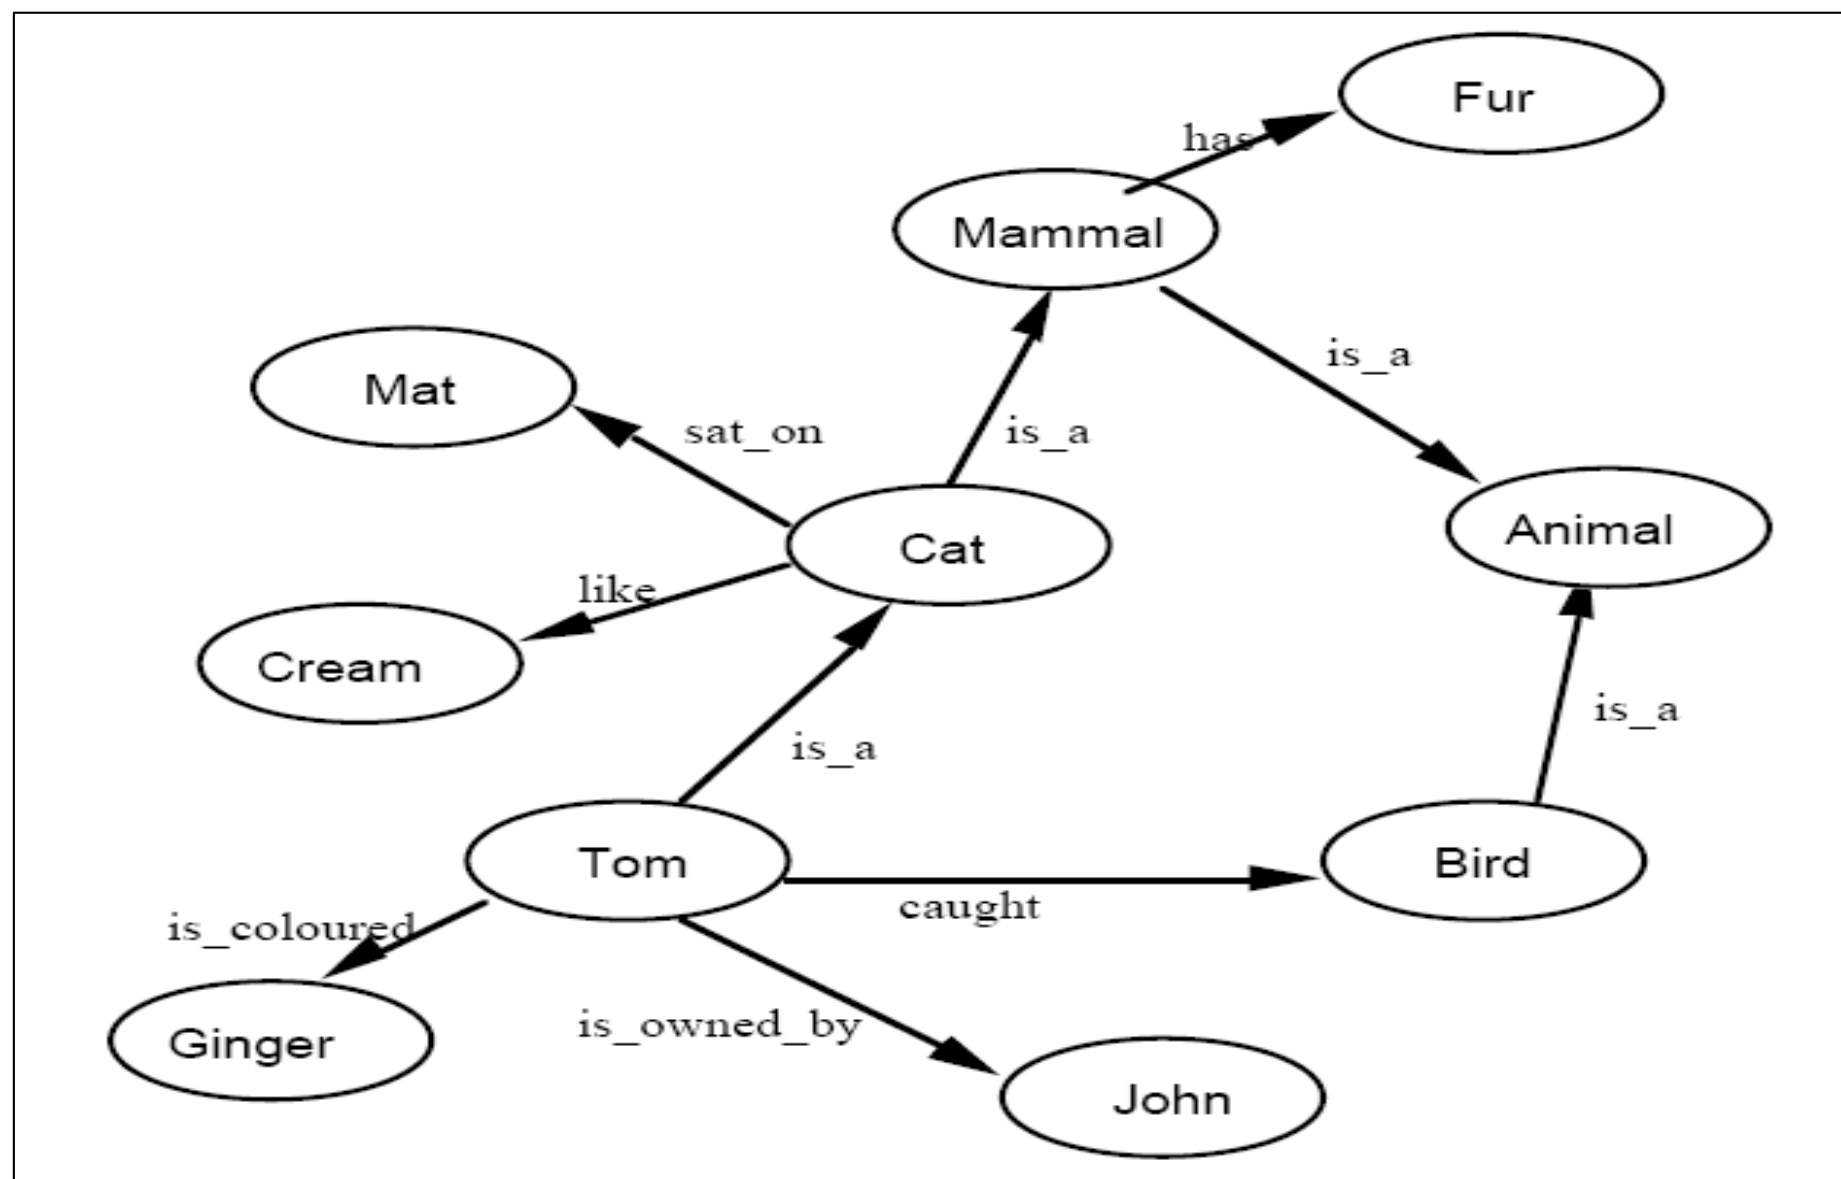 Fur
has
Mammal
is_a
Mat
sat_on
is_a
Animal
Cat
like
Cream
is_a
is_a
Tom
Bird
caught
is_coloured
is_owned_by
Ginger
John